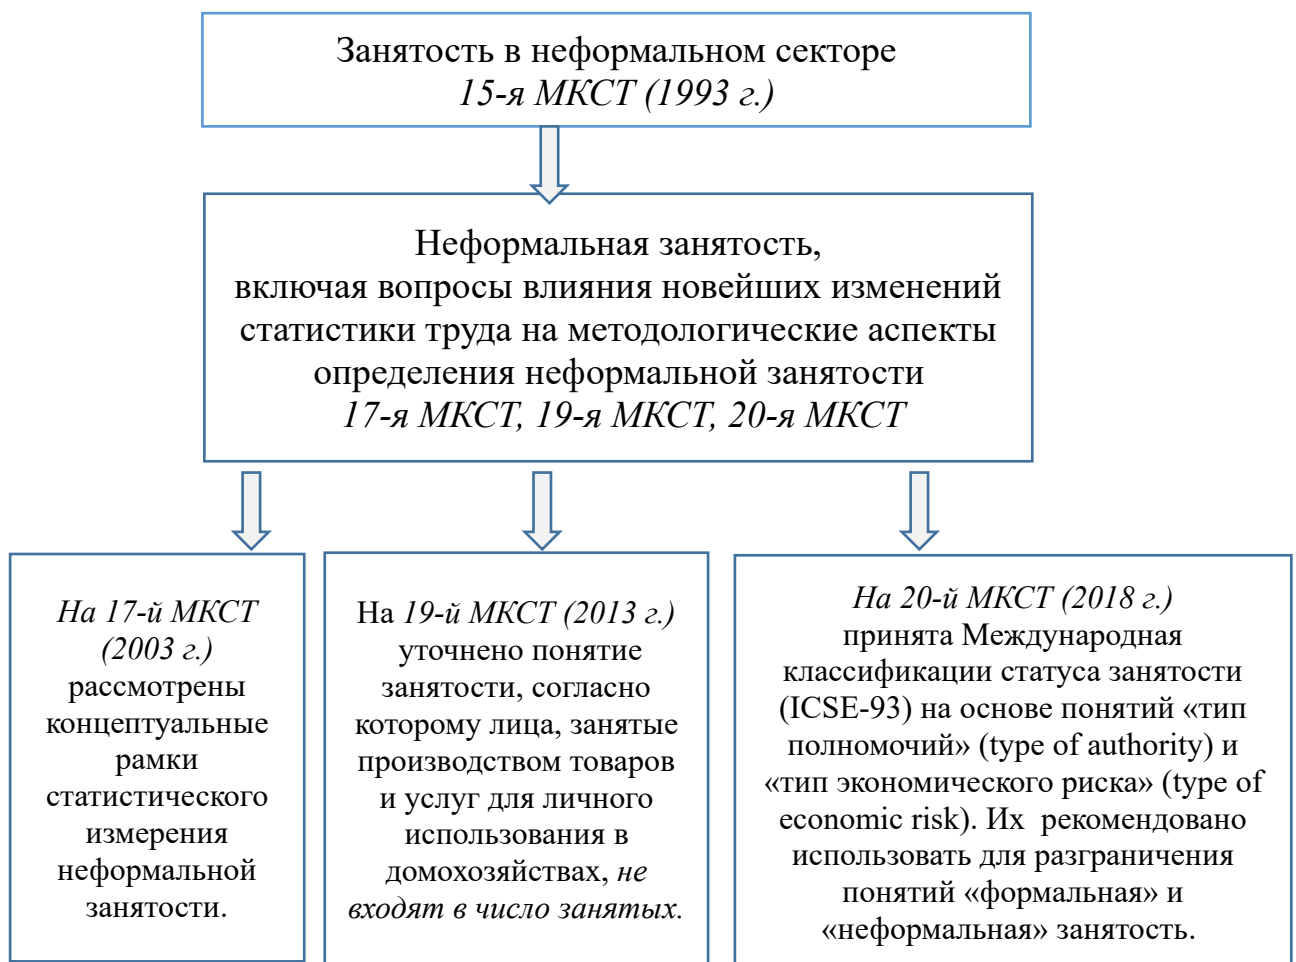 Занятость в неформальном секторе
15-я МКСТ (1993 г.)
Неформальная занятость,
включая вопросы влияния новейших изменений
статистики труда на методологические аспекты
определения неформальной занятости
17-я МКСТ, 19-я МКСТ, 20-я МКСТ
На 17-й МКСТ
(2003 г.)
рассмотрены
концептуальные
рамки
статистического
измерения
неформальной
занятости.
На 19-й МКСТ (2013 г.)
уточнено понятие
занятости, согласно
которому лица, занятые
производством товаров
и услуг для личного
использования в
домохозяйствах, не
входят в число занятых.
На 20-й МКСТ (2018 г.)
принята Международная
классификации статуса занятости
(ICSE-93) на основе понятий «тип
полномочий» (type of authority) и
«тип экономического риска» (type of
economic risk). Их рекомендовано
использовать для разграничения
понятий «формальная» и
«неформальная» занятость.